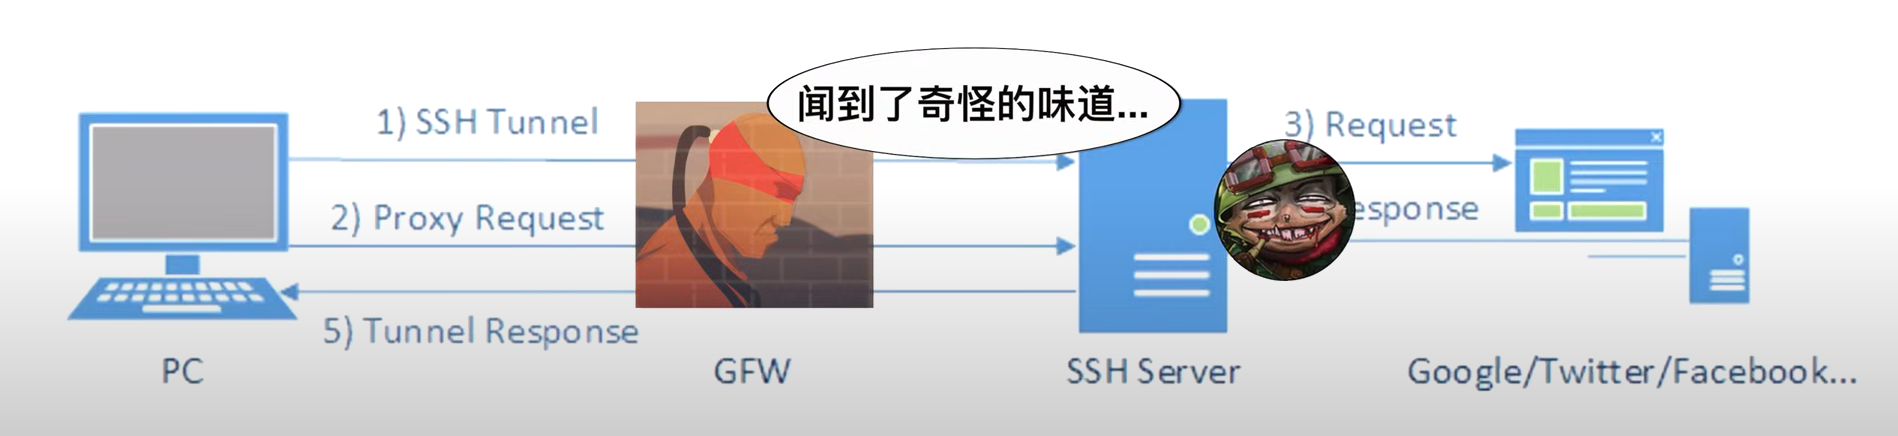 闻到了奇怪的味道...
1) SSH Tunnel
3) Request
2) Proxy Request
esponse
5) Tunnel Response
PC
GFW
SSH Server
Google/Twitter/Facebook...